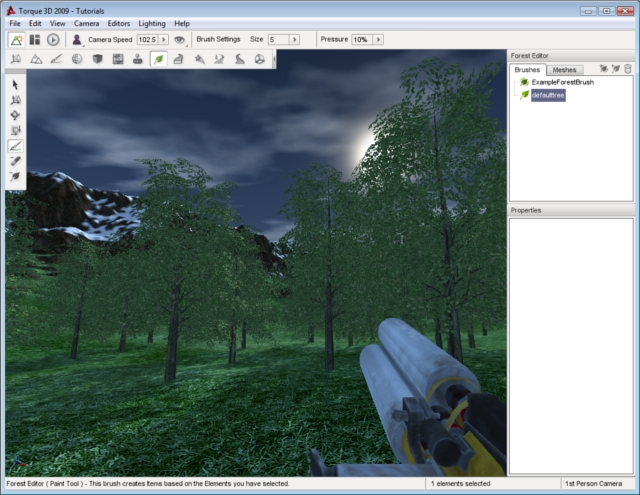 Torque 3D 2009 - Tutorials
File Edit View Camera Editors Lighting Help
Camera Speed 102.5 Brush Settings Size 5 Pressure 10%
Forest Editor
Brushes Meshes
ExampleForestBrush
defaulttree
Properties
Forest Editor ( Paint Tool ) - This brush creates Items based on the Elements you have selected. 1 elements selected 1st Person Camera